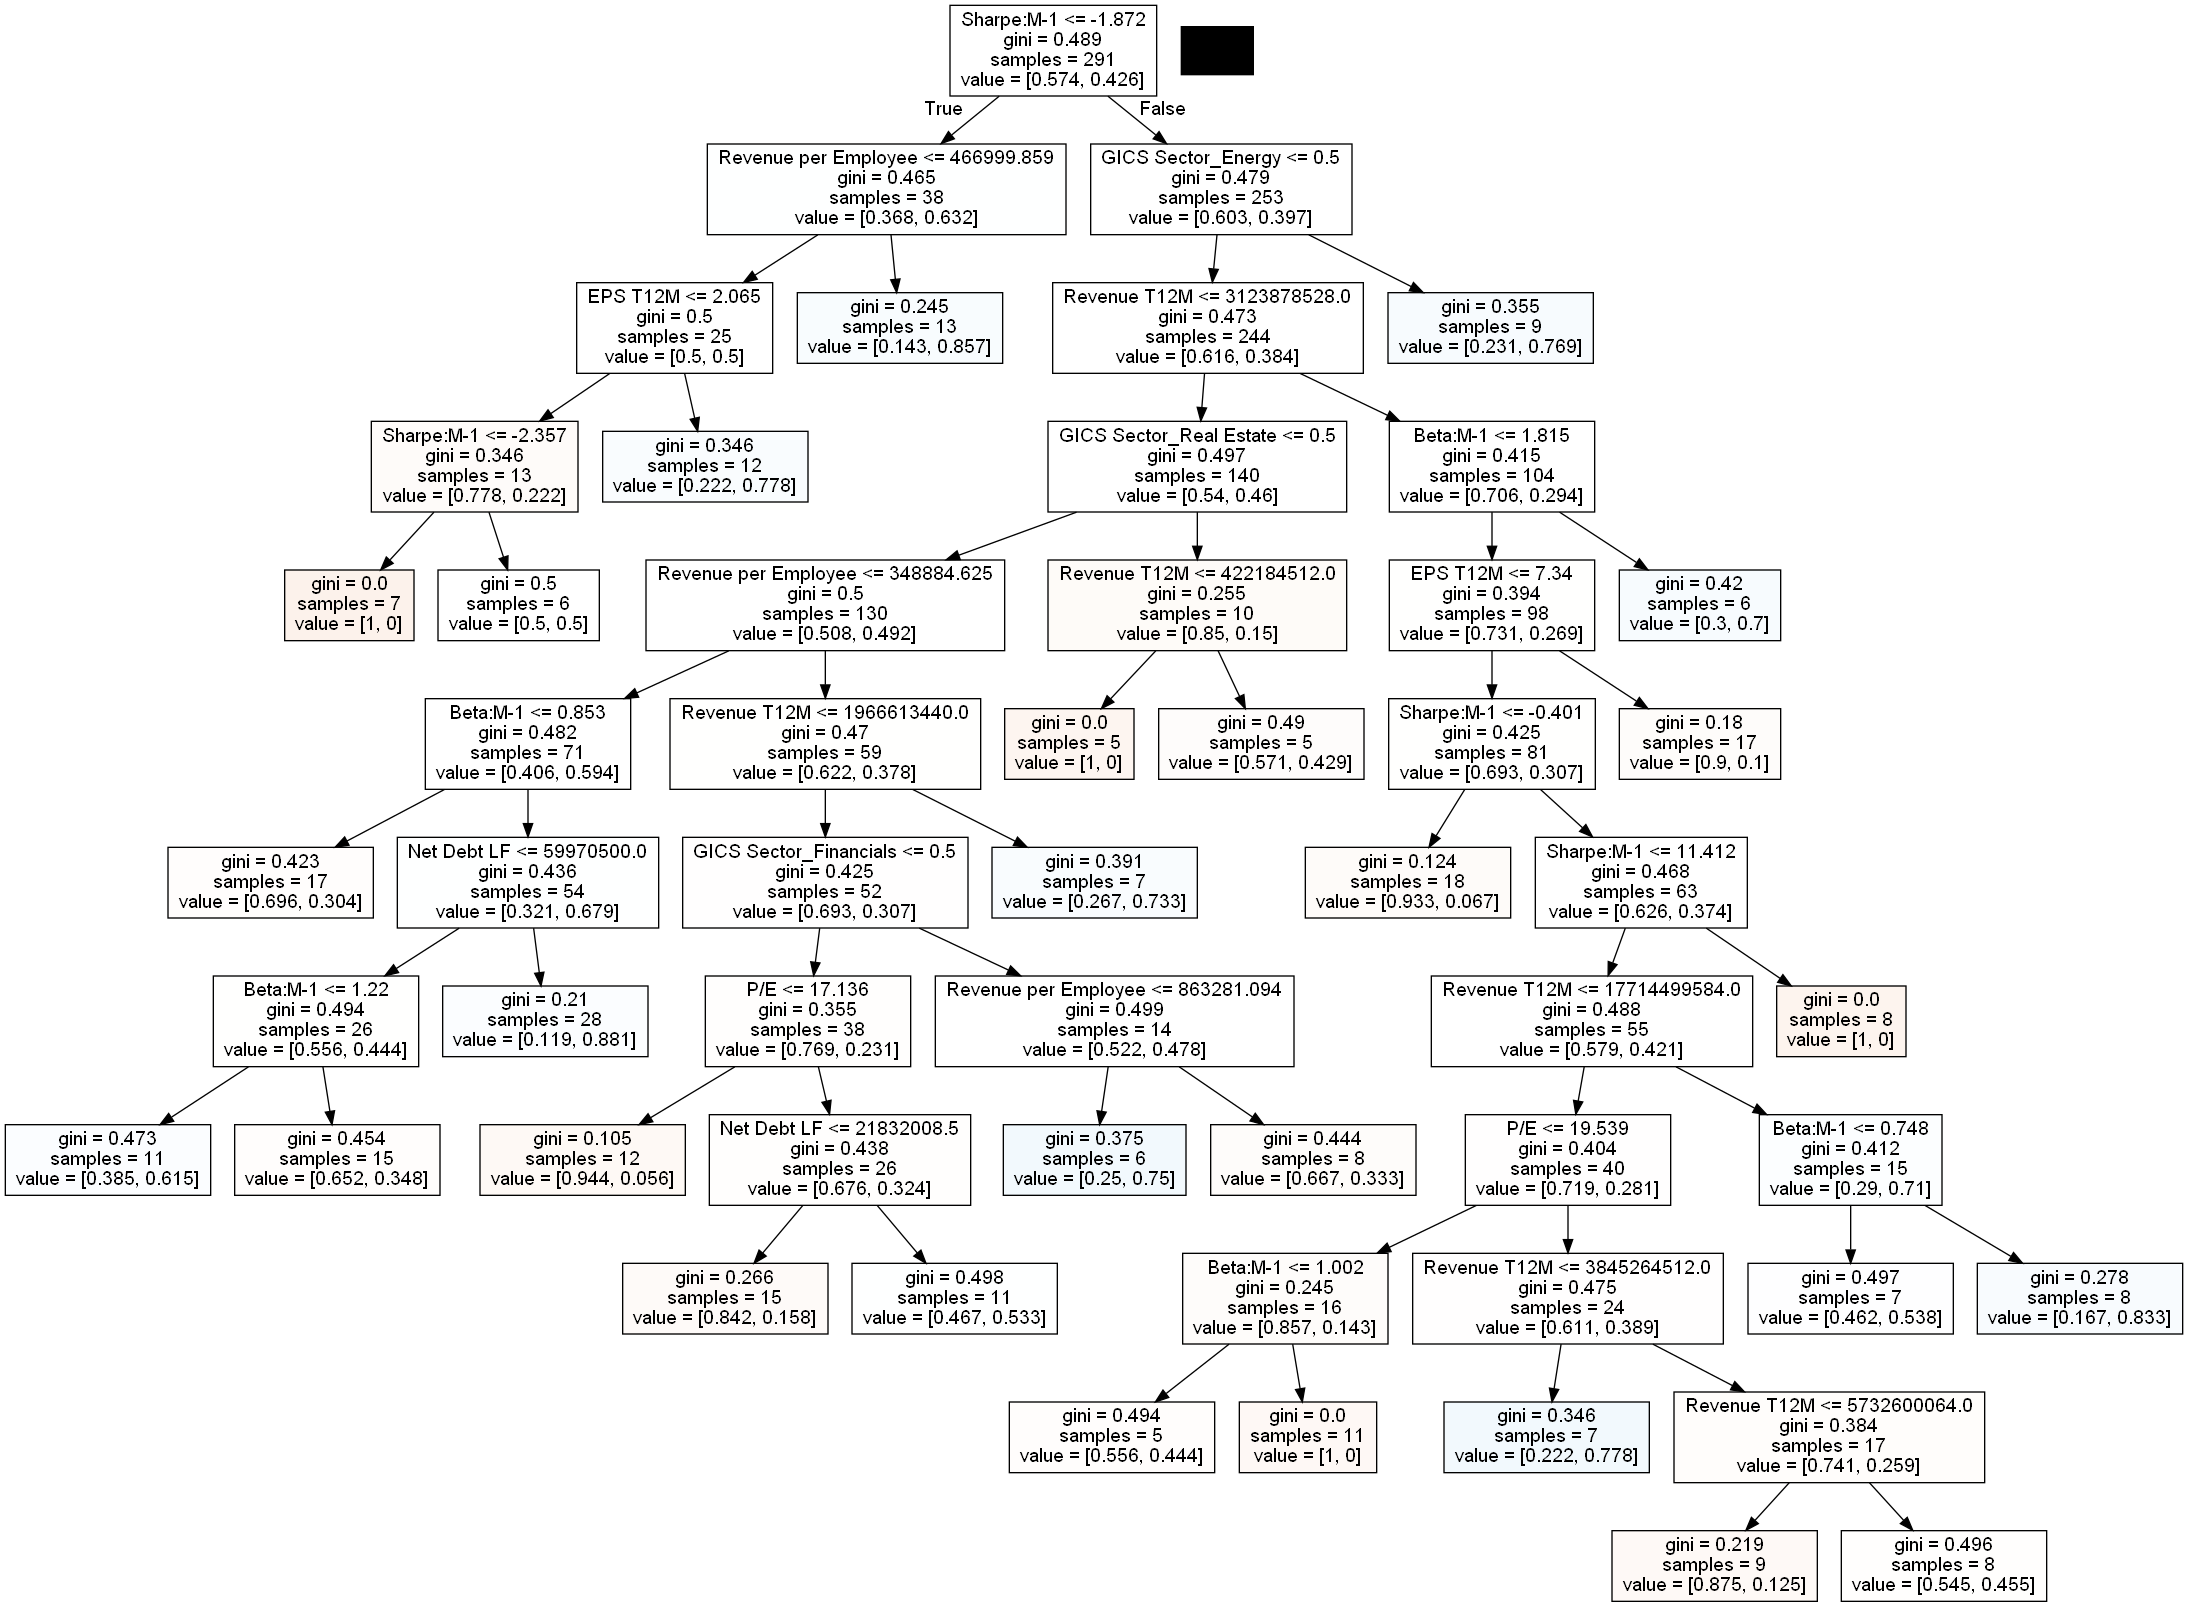 Sharpe:M-1 <= -1.872
gini = 0.489
samples = 291
value = [0.574, 0.426]
True
False
Revenue per Employee <= 466999.859
gini = 0.465
samples = 38
value = [0.368, 0.632]
GICS Sector_Energy <= 0.5
gini = 0.479
samples = 253
value = [0.603, 0.397]
EPS T12M <= 2.065
gini = 0.5
samples = 25
value = [0.5, 0.5]
gini = 0.245
samples = 13
value = [0.143, 0.857]
Revenue T12M <= 3123878528.0
gini = 0.473
samples = 244
value = [0.616, 0.384]
gini = 0.355
samples = 9
value = [0.231, 0.769]
Sharpe:M-1 <= -2.357
gini = 0.346
samples = 13
value = [0.778, 0.222]
gini = 0.346
samples = 12
value = [0.222, 0.778]
GICS Sector_Real Estate <= 0.5
gini = 0.497
samples = 140
value = [0.54, 0.46]
Beta:M-1 <= 1.815
gini = 0.415
samples = 104
value = [0.706, 0.294]
gini = 0.0
samples = 7
value = [1, 0]
gini = 0.5
samples = 6
value = [0.5, 0.5]
Revenue per Employee <= 348884.625
gini = 0.5
samples = 130
value = [0.508, 0.492]
Revenue T12M <= 422184512.0
gini = 0.255
samples = 10
value = [0.85, 0.15]
EPS T12M <= 7.34
gini = 0.394
samples = 98
value = [0.731, 0.269]
gini = 0.42
samples = 6
value = [0.3, 0.7]
Beta:M-1 <= 0.853
gini = 0.482
samples = 71
value = [0.406, 0.594]
Revenue T12M <= 1966613440.0
gini = 0.47
samples = 59
value = [0.622, 0.378]
gini = 0.0
samples = 5
value = [1, 0]
gini = 0.49
samples = 5
value = [0.571, 0.429]
Sharpe:M-1 <= -0.401
gini = 0.425
samples = 81
value = [0.693, 0.307]
gini = 0.18
samples = 17
value = [0.9, 0.1]
gini = 0.423
samples = 17
value = [0.696, 0.304]
Net Debt LF <= 59970500.0
gini = 0.436
samples = 54
value = [0.321, 0.679]
GICS Sector_Financials <= 0.5
gini = 0.425
samples = 52
value = [0.693, 0.307]
gini = 0.391
samples = 7
value = [0.267, 0.733]
gini = 0.124
samples = 18
value = [0.933, 0.067]
Sharpe:M-1 <= 11.412
gini = 0.468
samples = 63
value = [0.626, 0.374]
Beta:M-1 <= 1.22
gini = 0.494
samples = 26
value = [0.556, 0.444]
gini = 0.21
samples = 28
value = [0.119, 0.881]
P/E <= 17.136
gini = 0.355
samples = 38
value = [0.769, 0.231]
Revenue per Employee <= 863281.094
gini = 0.499
samples = 14
value = [0.522, 0.478]
Revenue T12M <= 17714499584.0
gini = 0.488
samples = 55
value = [0.579, 0.421]
gini = 0.0
samples = 8
value = [1, 0]
gini = 0.473
samples = 11
value = [0.385, 0.615]
gini = 0.454
samples = 15
value = [0.652, 0.348]
gini = 0.105
samples = 12
value = [0.944, 0.056]
Net Debt LF <= 21832008.5
gini = 0.438
samples = 26
value = [0.676, 0.324]
gini = 0.375
samples = 6
value = [0.25, 0.75]
gini = 0.444
samples = 8
value = [0.667, 0.333]
P/E <= 19.539
gini = 0.404
samples = 40
value = [0.719, 0.281]
Beta:M-1 <= 0.748
gini = 0.412
samples = 15
value = [0.29, 0.71]
gini = 0.266
samples = 15
value = [0.842, 0.158]
gini = 0.498
samples = 11
value = [0.467, 0.533]
Beta:M-1 <= 1.002
gini = 0.245
samples = 16
value = [0.857, 0.143]
Revenue T12M <= 3845264512.0
gini = 0.475
samples = 24
value = [0.611, 0.389]
gini = 0.497
samples = 7
value = [0.462, 0.538]
gini = 0.278
samples = 8
value = [0.167, 0.833]
gini = 0.494
samples = 5
value = [0.556, 0.444]
gini = 0.0
samples = 11
value = [1, 0]
gini = 0.346
samples = 7
value = [0.222, 0.778]
Revenue T12M <= 5732600064.0
gini = 0.384
samples = 17
value = [0.741, 0.259]
gini = 0.219
samples = 9
value = [0.875, 0.125]
gini = 0.496
samples = 8
value = [0.545, 0.455]